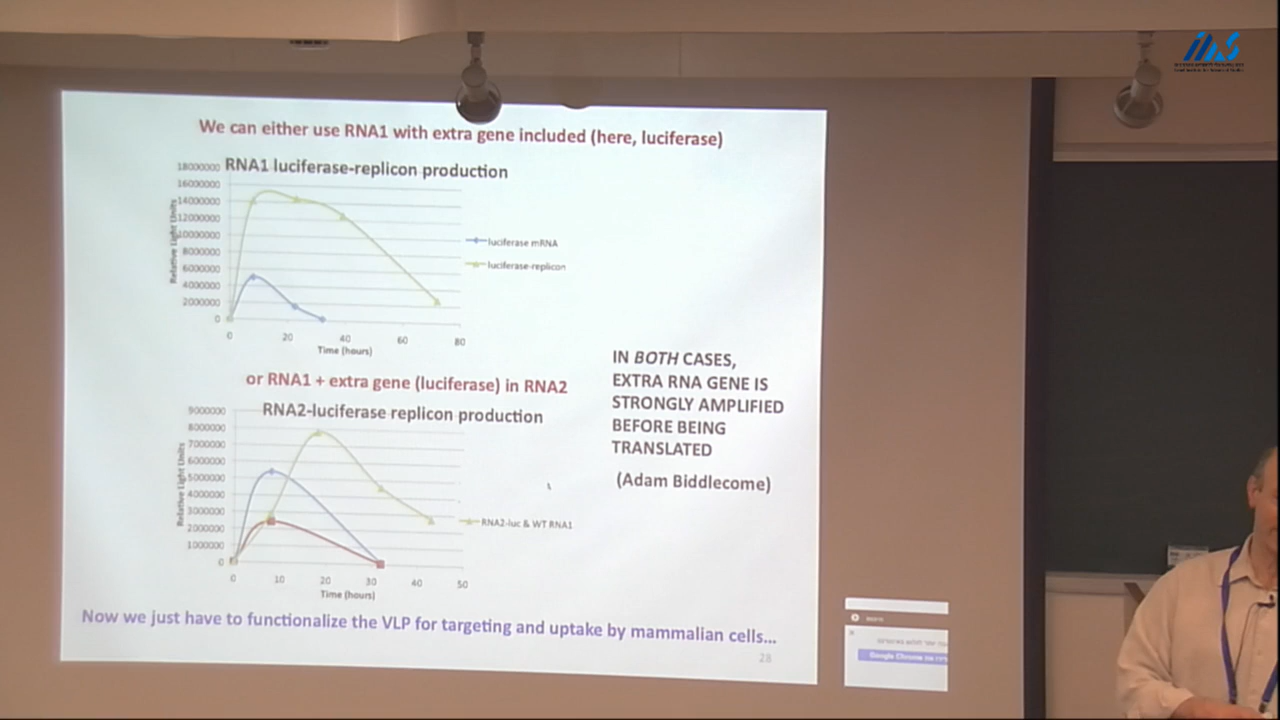 We can either use RNA1 with extra gene included (here, luciferase)
RNA1 luciferase-replicon production
18000000
16000000
14000000
12000000
10000000
8000000
6000000
4000000
2000000
0
Relative Light Units
0 20 40 60 80
Time (hours)
luciferase mRNA
luciferase-replicon
or RNA1 + extra gene (luciferase) in RNA2
RNA2-luciferase replicon production
9000000
8000000
7000000
6000000
5000000
4000000
3000000
2000000
1000000
0
Relative Light Units
0 10 20 30 40 50
Time (hours)
RNA2-luc & WT RNA1
IN BOTH CASES,
EXTRA RNA GENE IS
STRONGLY AMPLIFIED
BEFORE BEING
TRANSLATED
(Adam Biddlecome)
Now we just have to functionalize the VLP for targeting and uptake by mammalian cells...
28
Google Chrome